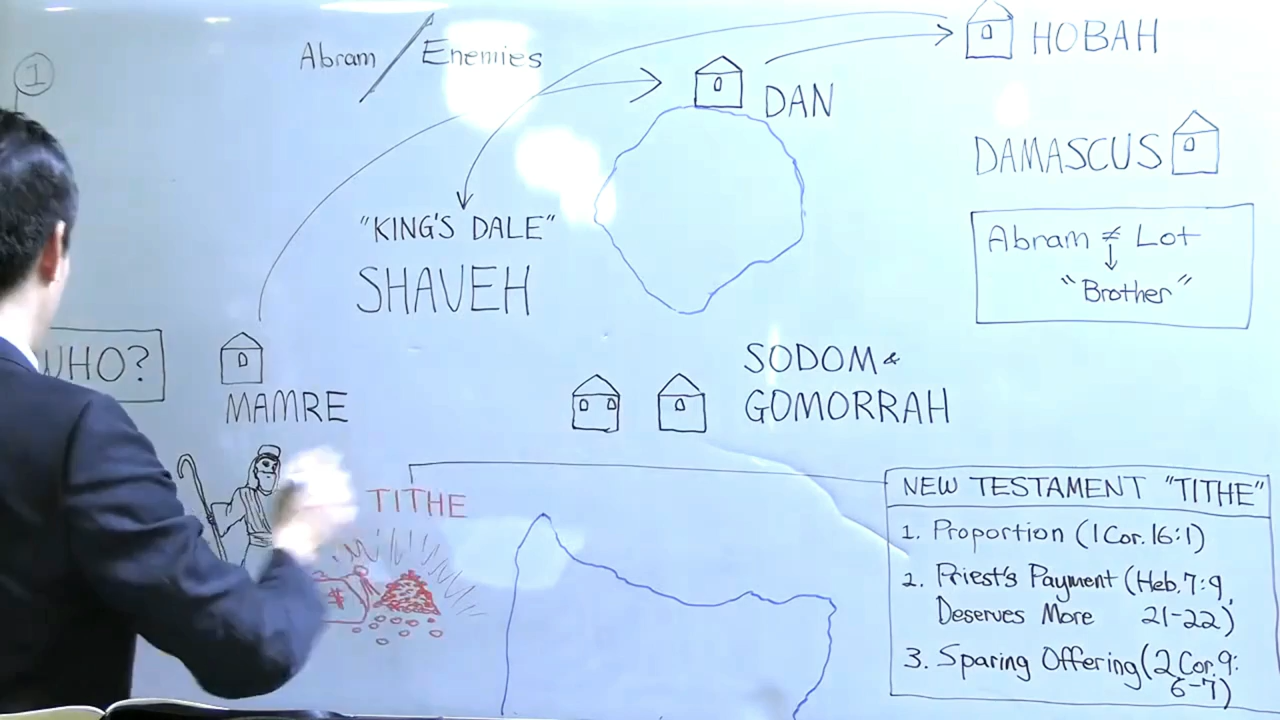 1
Abram / Enemies
HOBAH
DAN
DAMASCUS
"KING'S DALE"
SHAVEH
Abram ≠ Lot
"Brother"
WHO?
MAMRE
SODOM &
GOMORRAH
TITHE
NEW TESTAMENT "TITHE"
1. Proportion (1 Cor. 16:1)
2. Priest's Payment (Heb. 7:9,
Deserves More 21-22)
3. Sparing Offering (2 Cor. 9:
6-7)